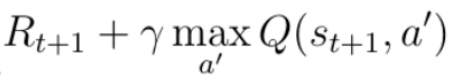 R_{t+1} + γ max_{a'} Q(s_{t+1}, a')